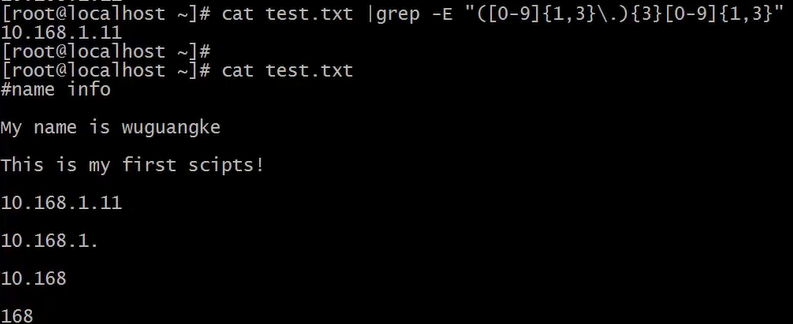 [root@localhost ~]# cat test.txt |grep -E "([0-9]{1,3}\.){3}[0-9]{1,3}"
10.168.1.11
[root@localhost ~]#
[root@localhost ~]# cat test.txt
#name info
My name is wuguangke
This is my first scipts!
10.168.1.11
10.168.1.
10.168
168